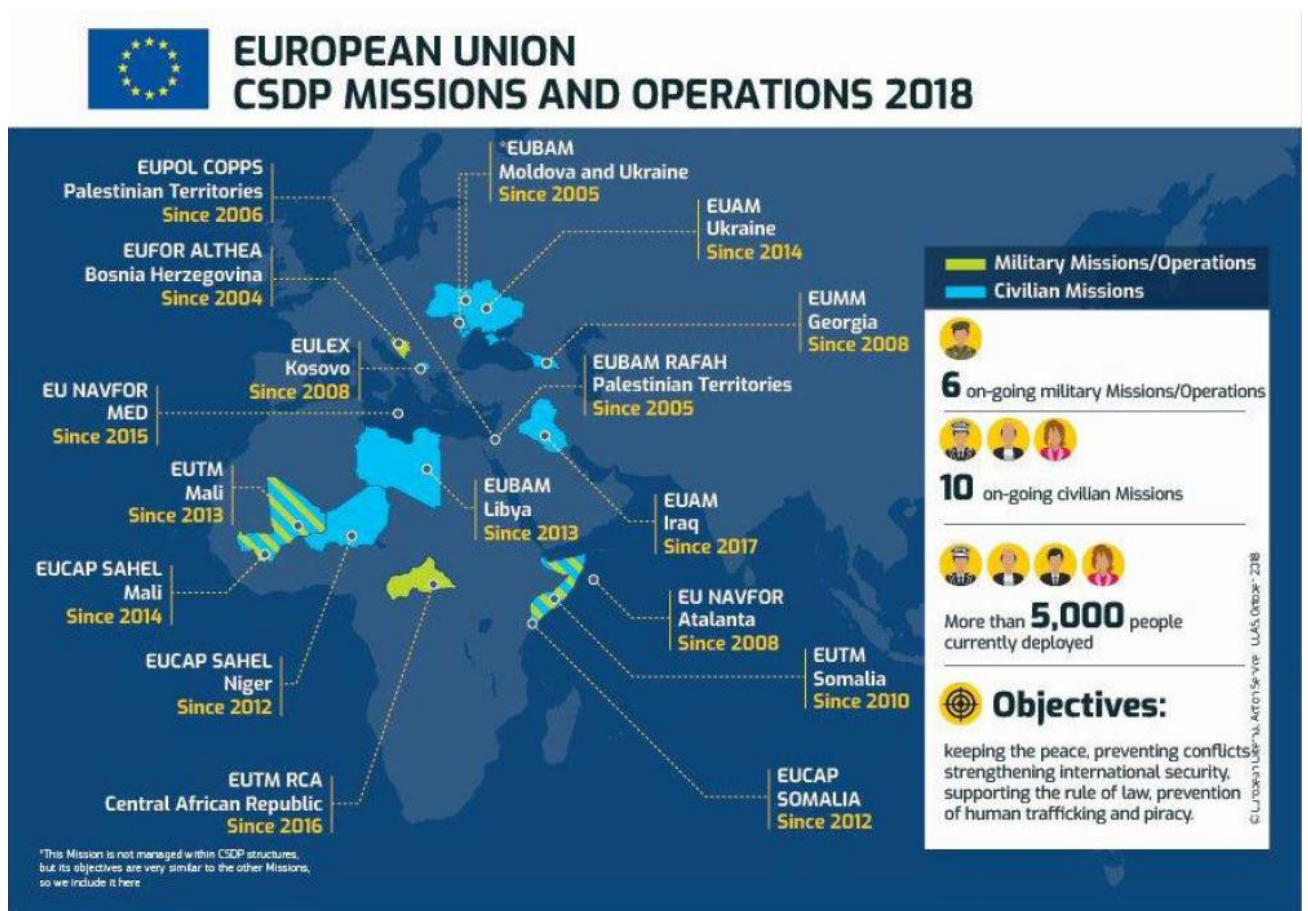 EUROPEAN UNION
CSDP MISSIONS AND OPERATIONS 2018
*EUBAM
Moldova and Ukraine
Since 2005
EUPOL COPPS
Palestinian Territories
Since 2006
EUAM
Ukraine
Since 2014
EUFOR ALTHEA
Bosnia Herzegovina
Since 2004
EUMM
Georgia
Since 2008
EULEX
Kosovo
Since 2008
EUBAM RAFAH
Palestinian Territories
Since 2005
EU NAVFOR
MED
Since 2015
EUTM
Mali
Since 2013
EUBAM
Libya
Since 2013
EUAM
Iraq
Since 2017
EUCAP SAHEL
Mali
Since 2014
EU NAVFOR
Atalanta
Since 2008
EUCAP SAHEL
Niger
Since 2012
EUTM
Somalia
Since 2010
EUTM RCA
Central African Republic
Since 2016
EUCAP
SOMALIA
Since 2012
*This Mission is not managed within CSDP structures,
but its objectives are very similar to the other Missions,
so we include it here
Military Missions/Operations
Civilian Missions
6 on-going military Missions/Operations
10 on-going civilian Missions
More than 5,000 people
currently deployed
Objectives:
keeping the peace, preventing conflicts
strengthening international security,
supporting the rule of law, prevention
of human trafficking and piracy.
© European External Action Service